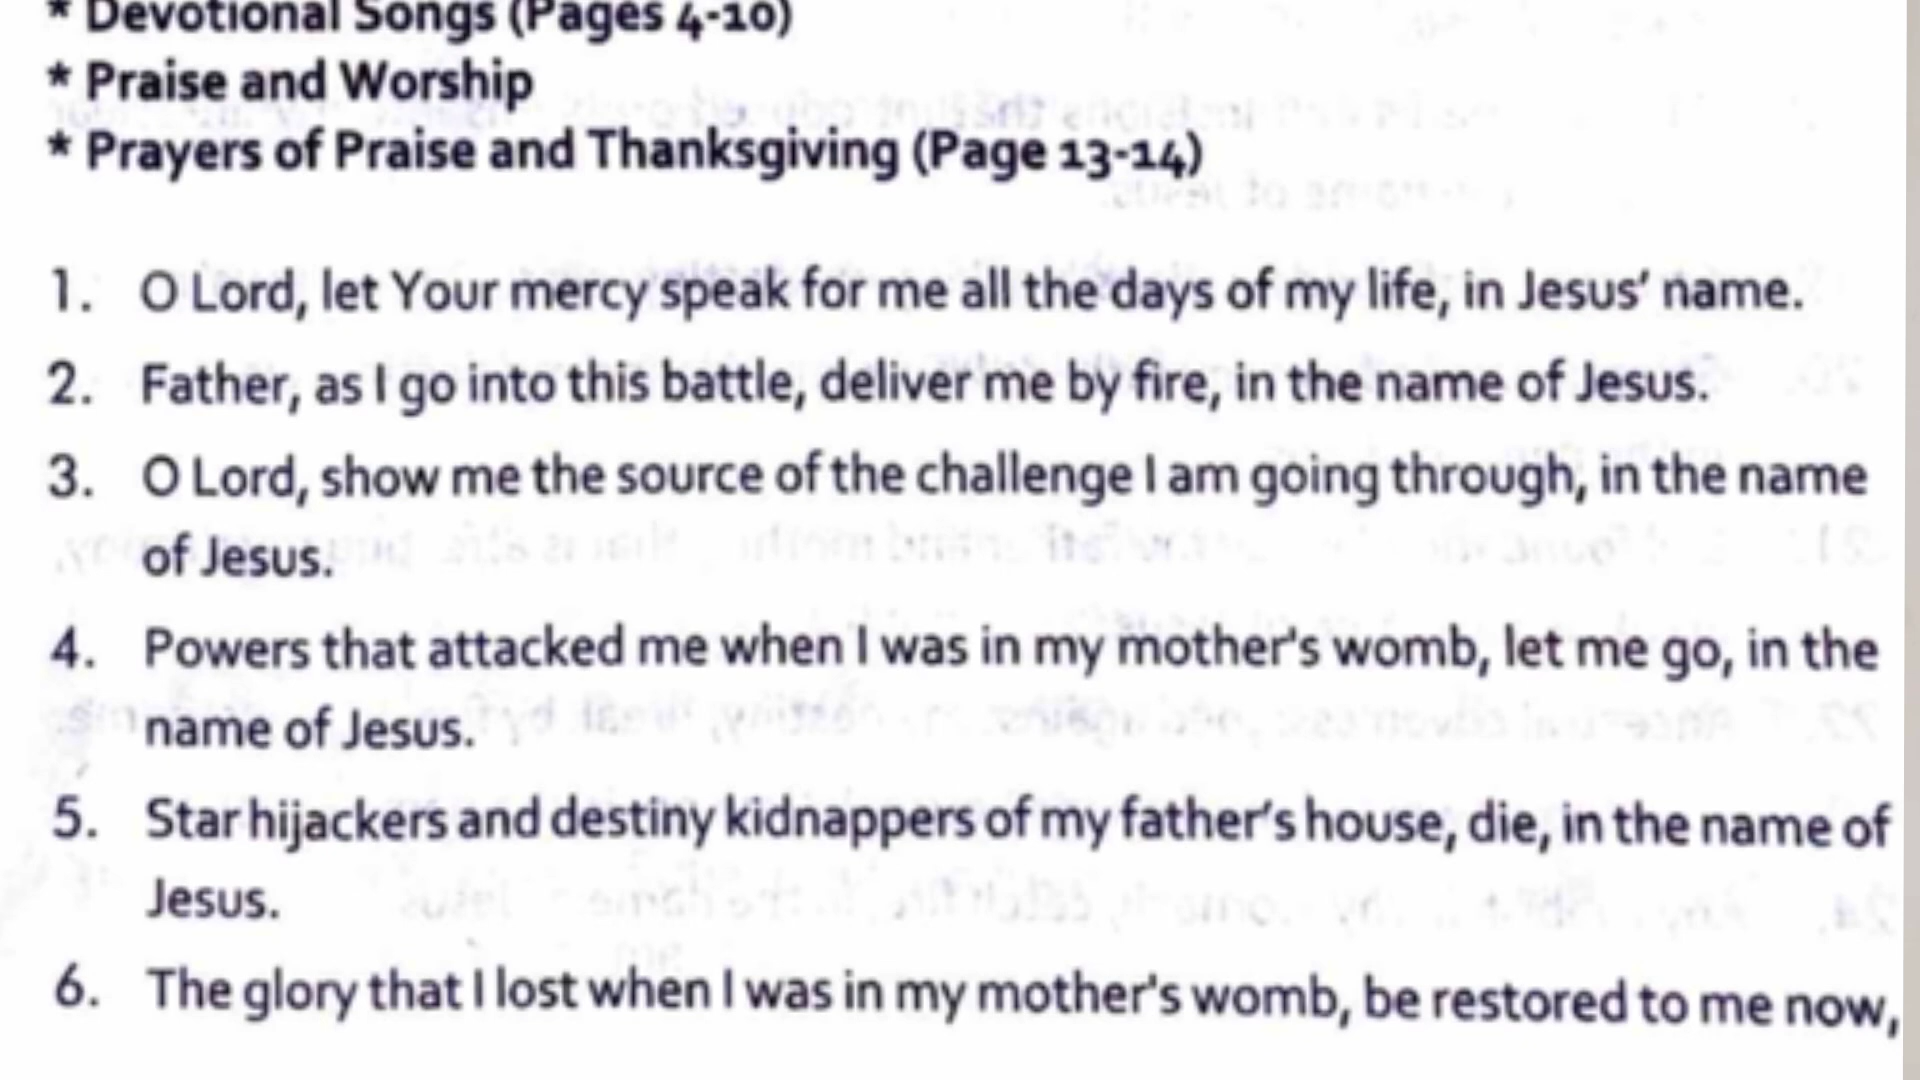 * Devotional Songs (Pages 4-10)
* Praise and Worship
* Prayers of Praise and Thanksgiving (Page 13-14)
1. O Lord, let Your mercy speak for me all the days of my life, in Jesus' name.
2. Father, as I go into this battle, deliver me by fire, in the name of Jesus.
3. O Lord, show me the source of the challenge I am going through, in the name
of Jesus.
4. Powers that attacked me when I was in my mother's womb, let me go, in the
name of Jesus.
5. Star hijackers and destiny kidnappers of my father's house, die, in the name of
Jesus.
6. The glory that I lost when I was in my mother's womb, be restored to me now,